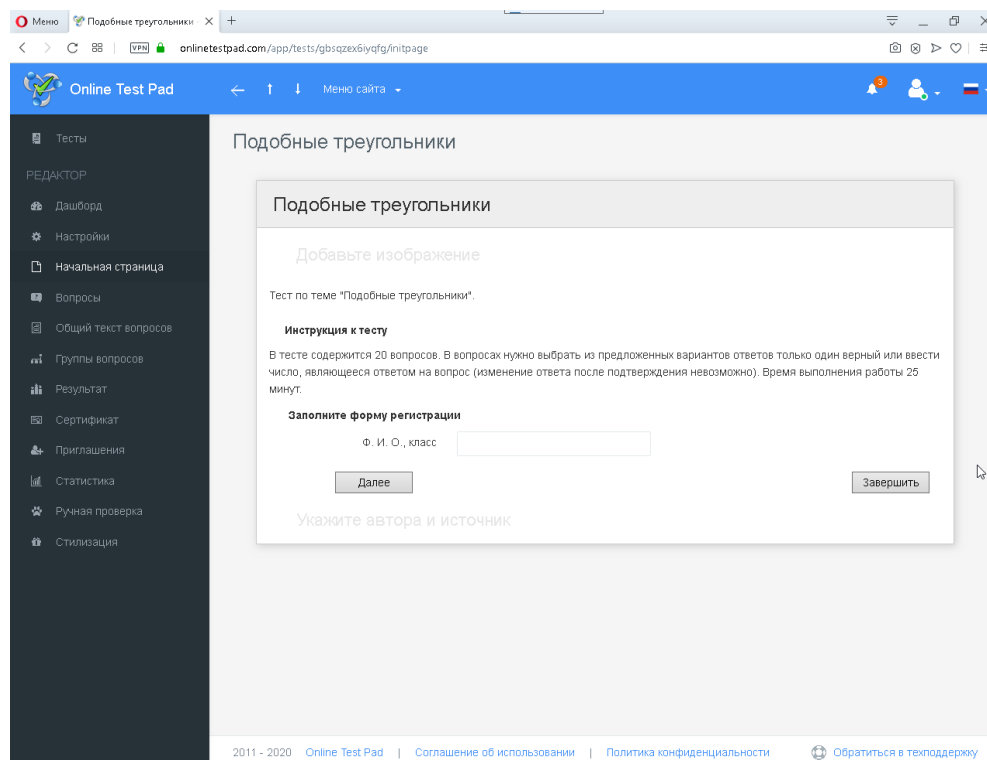 Меню
Подобные треугольники
VPN
onlinetestpad.com/app/tests/gbsqzex6iyqfg/initpage
Online Test Pad
Меню сайта
3
Тесты
РЕДАКТОР
Дашборд
Настройки
Начальная страница
Вопросы
Общий текст вопросов
Группы вопросов
Результат
Сертификат
Приглашения
Статистика
Ручная проверка
Стилизация
Подобные треугольники
Подобные треугольники
Добавьте изображение
Тест по теме "Подобные треугольники".
Инструкция к тесту
В тесте содержится 20 вопросов. В вопросах нужно выбрать из предложенных вариантов ответов только один верный или ввести
число, являющееся ответом на вопрос (изменение ответа после подтверждения невозможно). Время выполнения работы 25
минут.
Заполните форму регистрации
Ф. И. О., класс
Далее
Завершить
Укажите автора и источник
2011 - 2020 Online Test Pad | Соглашение об использовании | Политика конфиденциальности
Обратиться в техподдержку